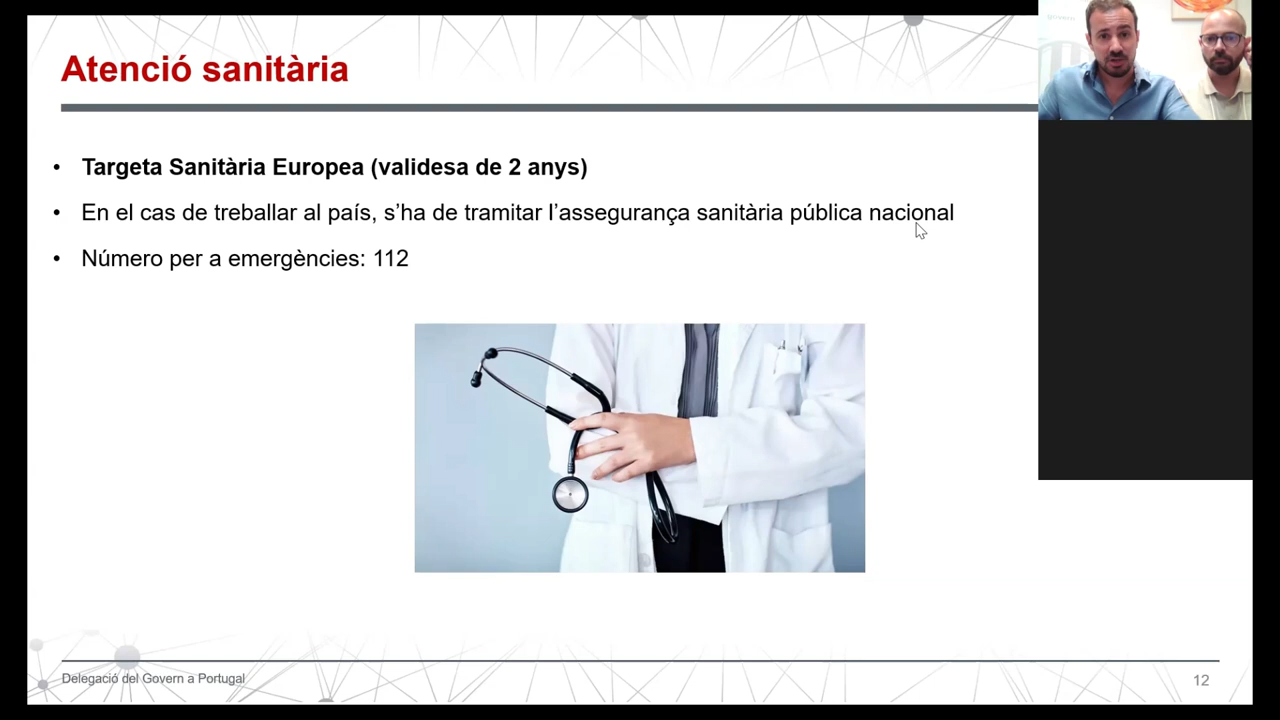 Atenció sanitària
• Targeta Sanitària Europea (validesa de 2 anys)
• En el cas de treballar al país, s’ha de tramitar l’assegurança sanitària pública nacional
• Número per a emergències: 112
Delegació del Govern a Portugal
12
govern